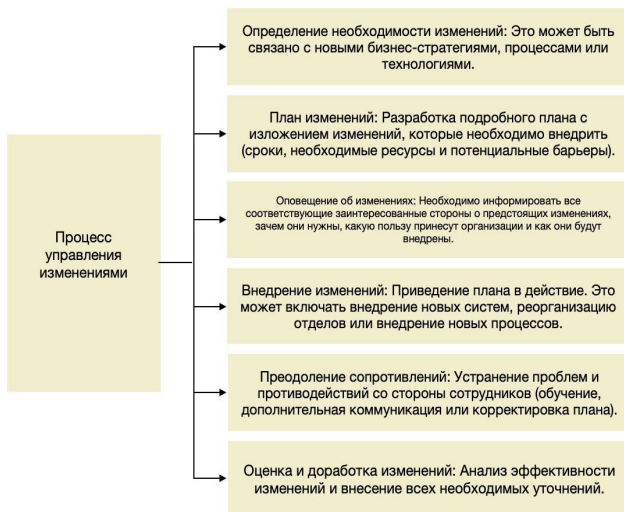 Процесс
управления
изменениями
Определение необходимости изменений: Это может быть
связано с новыми бизнес-стратегиями, процессами или
технологиями.
План изменений: Разработка подробного плана с
изложением изменений, которые необходимо внедрить
(сроки, необходимые ресурсы и потенциальные барьеры).
Оповещение об изменениях: Необходимо информировать все
соответствующие заинтересованные стороны о предстоящих изменениях,
зачем они нужны, какую пользу принесут организации и как они будут
внедрены.
Внедрение изменений: Приведение плана в действие. Это
может включать внедрение новых систем, реорганизацию
отделов или внедрение новых процессов.
Преодоление сопротивлений: Устранение проблем и
противодействий со стороны сотрудников (обучение,
дополнительная коммуникация или корректировка плана).
Оценка и доработка изменений: Анализ эффективности
изменений и внесение всех необходимых уточнений.